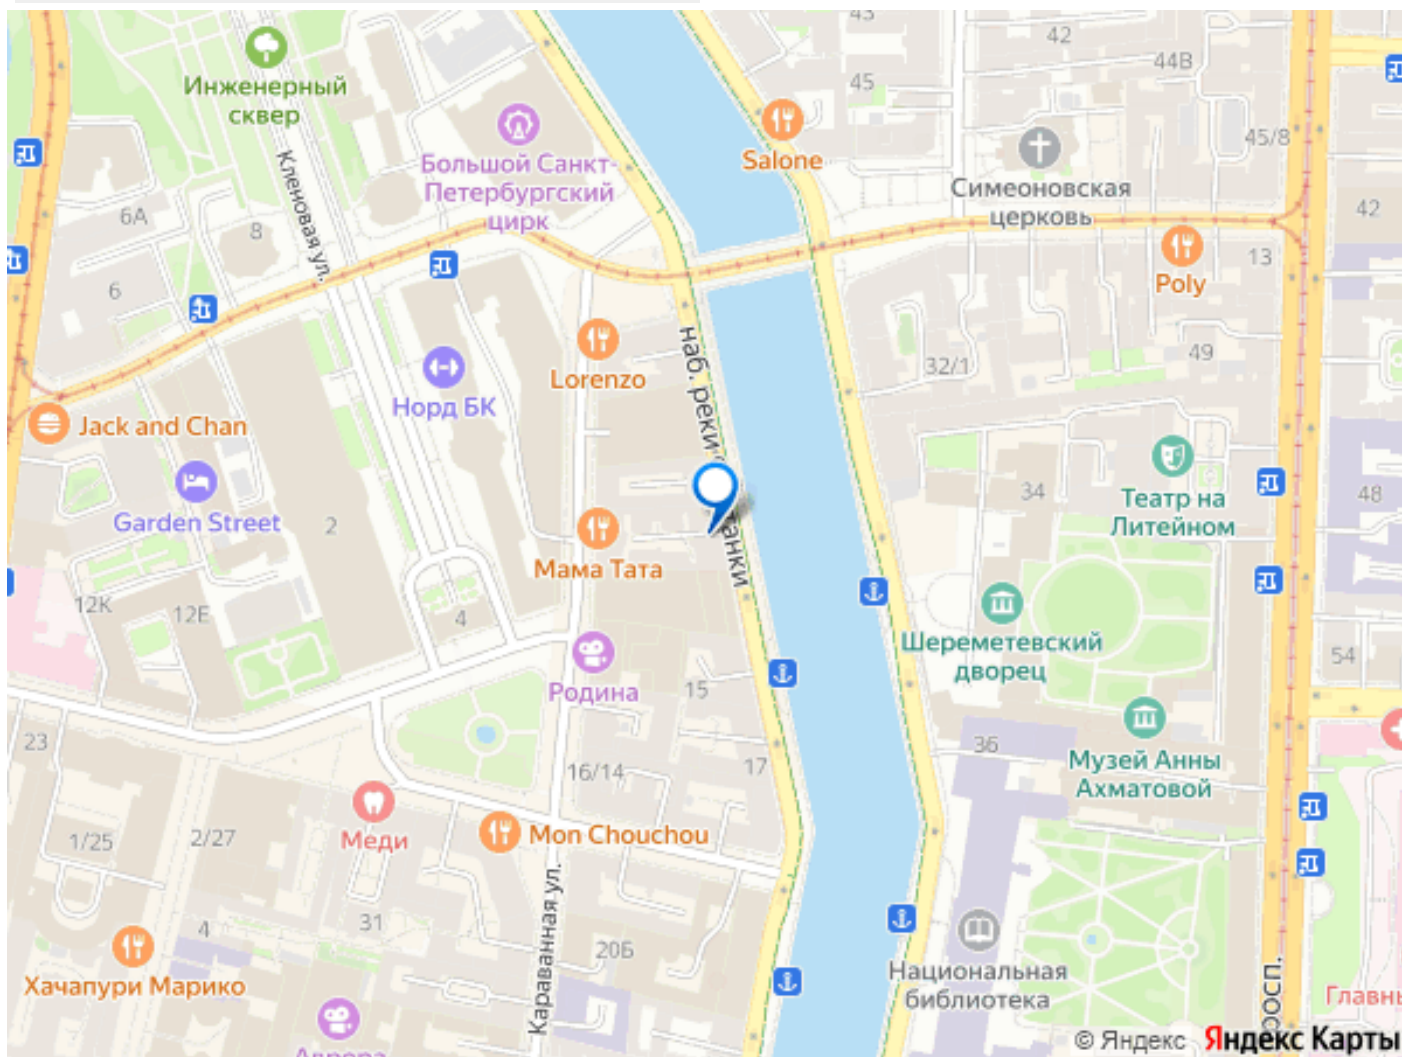 43
42
44В
Инженерный
сквер
45
Большой Санкт-
Петербургский
цирк
Salone
45/8
Симеоновская
церковь
Кленовая ул.
6А
8
42
13
Poly
6
наб. реки
32/1
49
Lorenzo
Норд БК
Jack and Chan
Garden Street
2
34
Театр на
Литейном
48
Мама Тата
танки
12К
12Е
4
Шереметевский
дворец
54
Родина
15
36
Музей Анны
Ахматовой
23
16/14
17
Меди
Mon Chouchou
1/25
2/27
Караванная ул.
4
31
20Б
Национальная
библиотека
Хачапури Марико
РОСП.
Главны
Аврора
© Яндекс Яндекс Карты